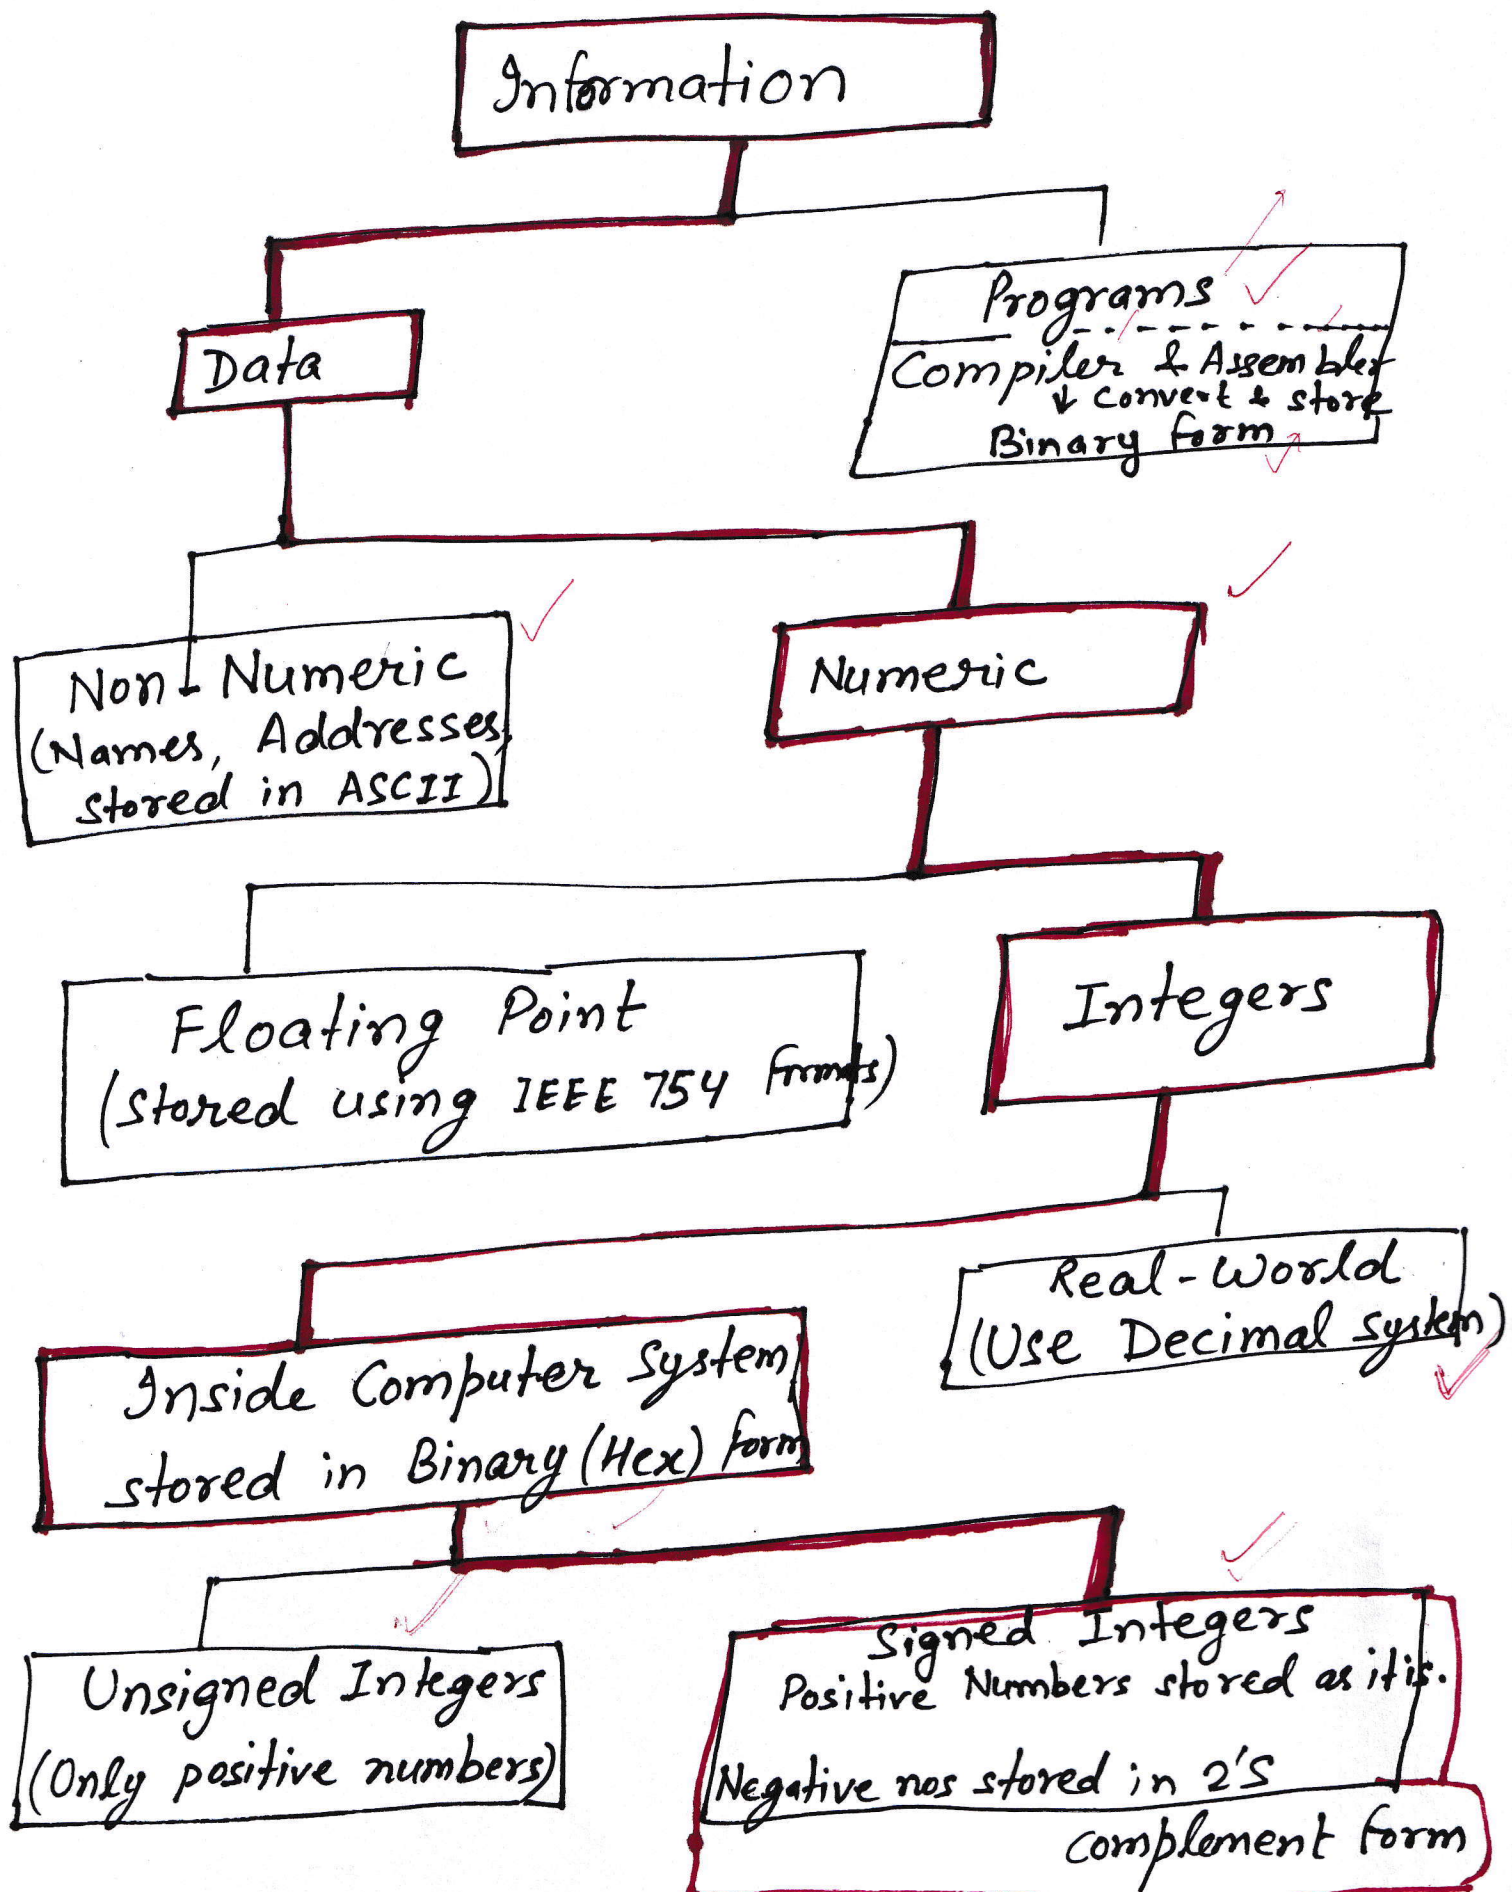 Information
Programs
Compiler & Assembler
↓ Convert & store
Binary form
Data
Non - Numeric
(Names, Addresses,
stored in ASCII)
Numeric
Floating Point
(stored using IEEE 754 formats)
Integers
Real-World
(Use Decimal system)
Inside Computer System,
stored in Binary (Hex) form
Unsigned Integers
(Only positive numbers)
Signed Integers
Positive Numbers stored as it is.
Negative nos stored in 2's
complement form